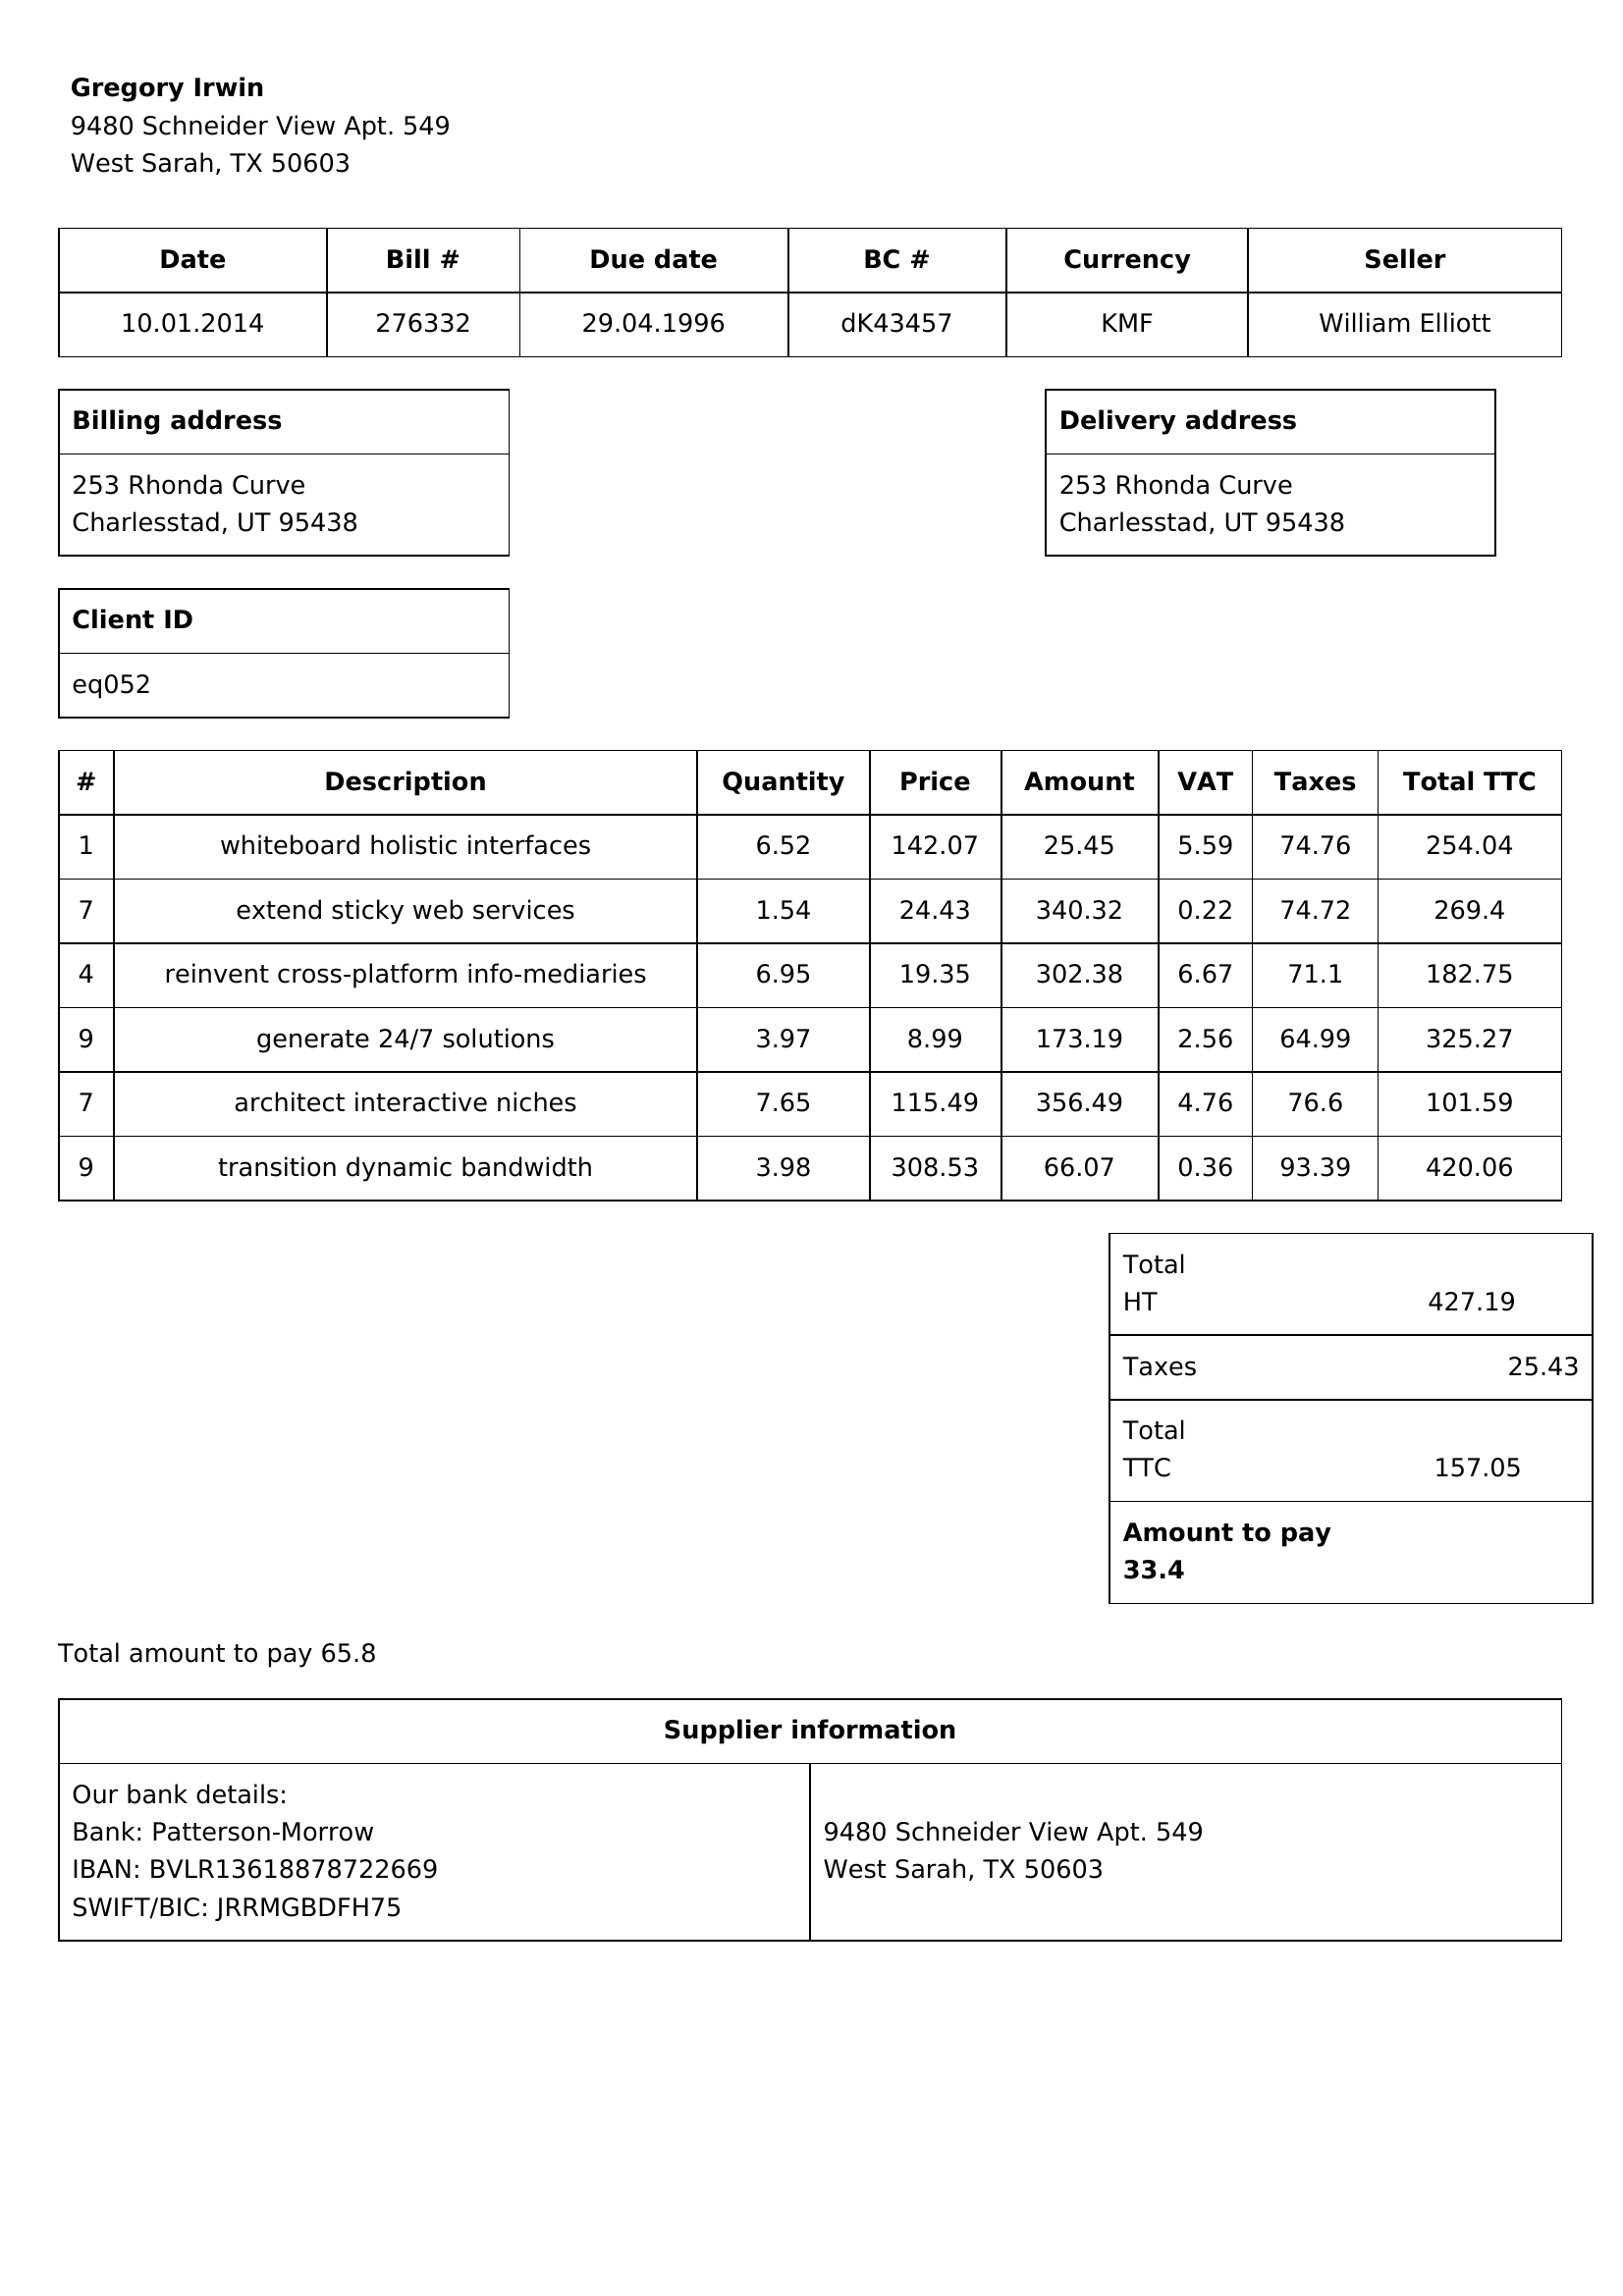 Gregory Irwin
9480 Schneider View Apt. 549
West Sarah, TX 50603
Date Bill # Due date BC # Currency Seller
10.01.2014 276332 29.04.1996 dK43457 KMF William Elliott
Billing address
253 Rhonda Curve
Charlesstad, UT 95438
Delivery address
253 Rhonda Curve
Charlesstad, UT 95438
Client ID
eq052
# Description Quantity Price Amount VAT Taxes Total TTC
1 whiteboard holistic interfaces 6.52 142.07 25.45 5.59 74.76 254.04
7 extend sticky web services 1.54 24.43 340.32 0.22 74.72 269.4
4 reinvent cross-platform info-mediaries 6.95 19.35 302.38 6.67 71.1 182.75
9 generate 24/7 solutions 3.97 8.99 173.19 2.56 64.99 325.27
7 architect interactive niches 7.65 115.49 356.49 4.76 76.6 101.59
9 transition dynamic bandwidth 3.98 308.53 66.07 0.36 93.39 420.06
Total
HT 427.19
Taxes 25.43
Total
TTC 157.05
Amount to pay
33.4
Total amount to pay 65.8
Supplier information
Our bank details:
Bank: Patterson-Morrow
IBAN: BVLR13618878722669
SWIFT/BIC: JRRMGBDFH75
9480 Schneider View Apt. 549
West Sarah, TX 50603